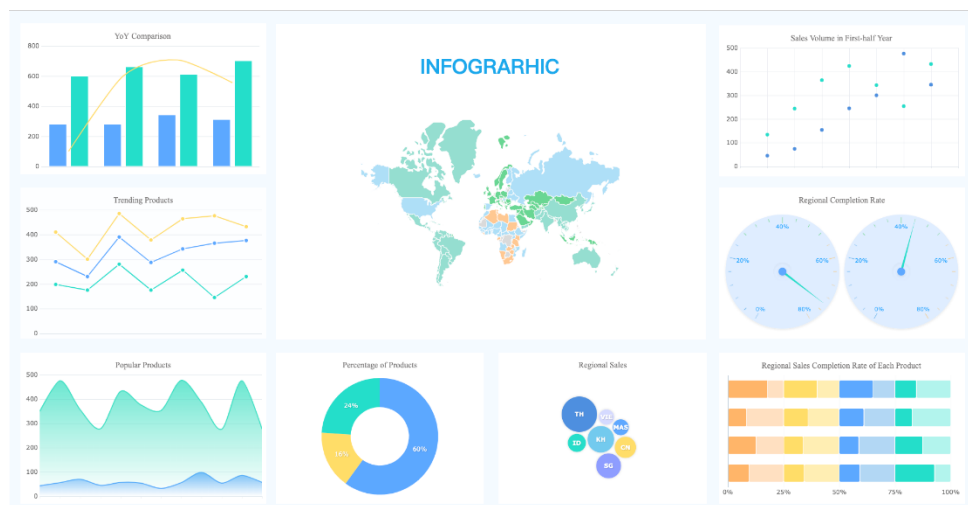 YoY Comparison
800
600
400
200
0
INFOGRARHIC
Sales Volume in First-half Year
500
400
300
200
100
0
Trending Products
500
400
300
200
100
0
Regional Completion Rate
40%
20%
60%
0%
80%
40%
20%
60%
0%
80%
Popular Products
500
400
300
200
100
0
Percentage of Products
24%
16%
60%
Regional Sales
TH
VIE
MAS
ID
KH
CN
SG
Regional Sales Completion Rate of Each Product
0%
25%
50%
75%
100%